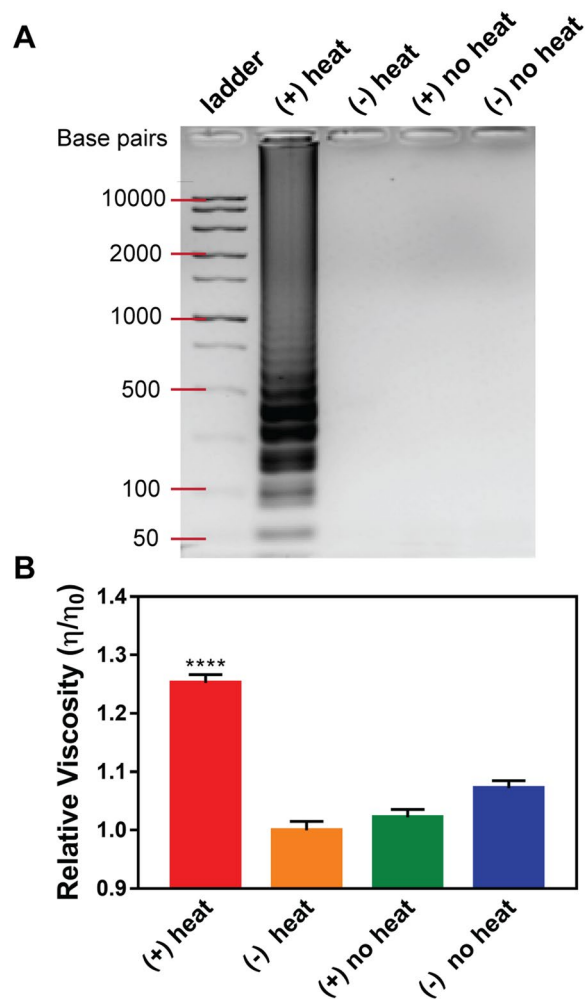 A
ladder
(+) heat
(-) heat
(+) no heat
(-) no heat
Base pairs
10000
2000
1000
500
100
50
B
Relative Viscosity (η/η0)
1.4
1.3
1.2
1.1
1.0
0.9
****
(+) heat
(-) heat
(+) no heat
(-) no heat